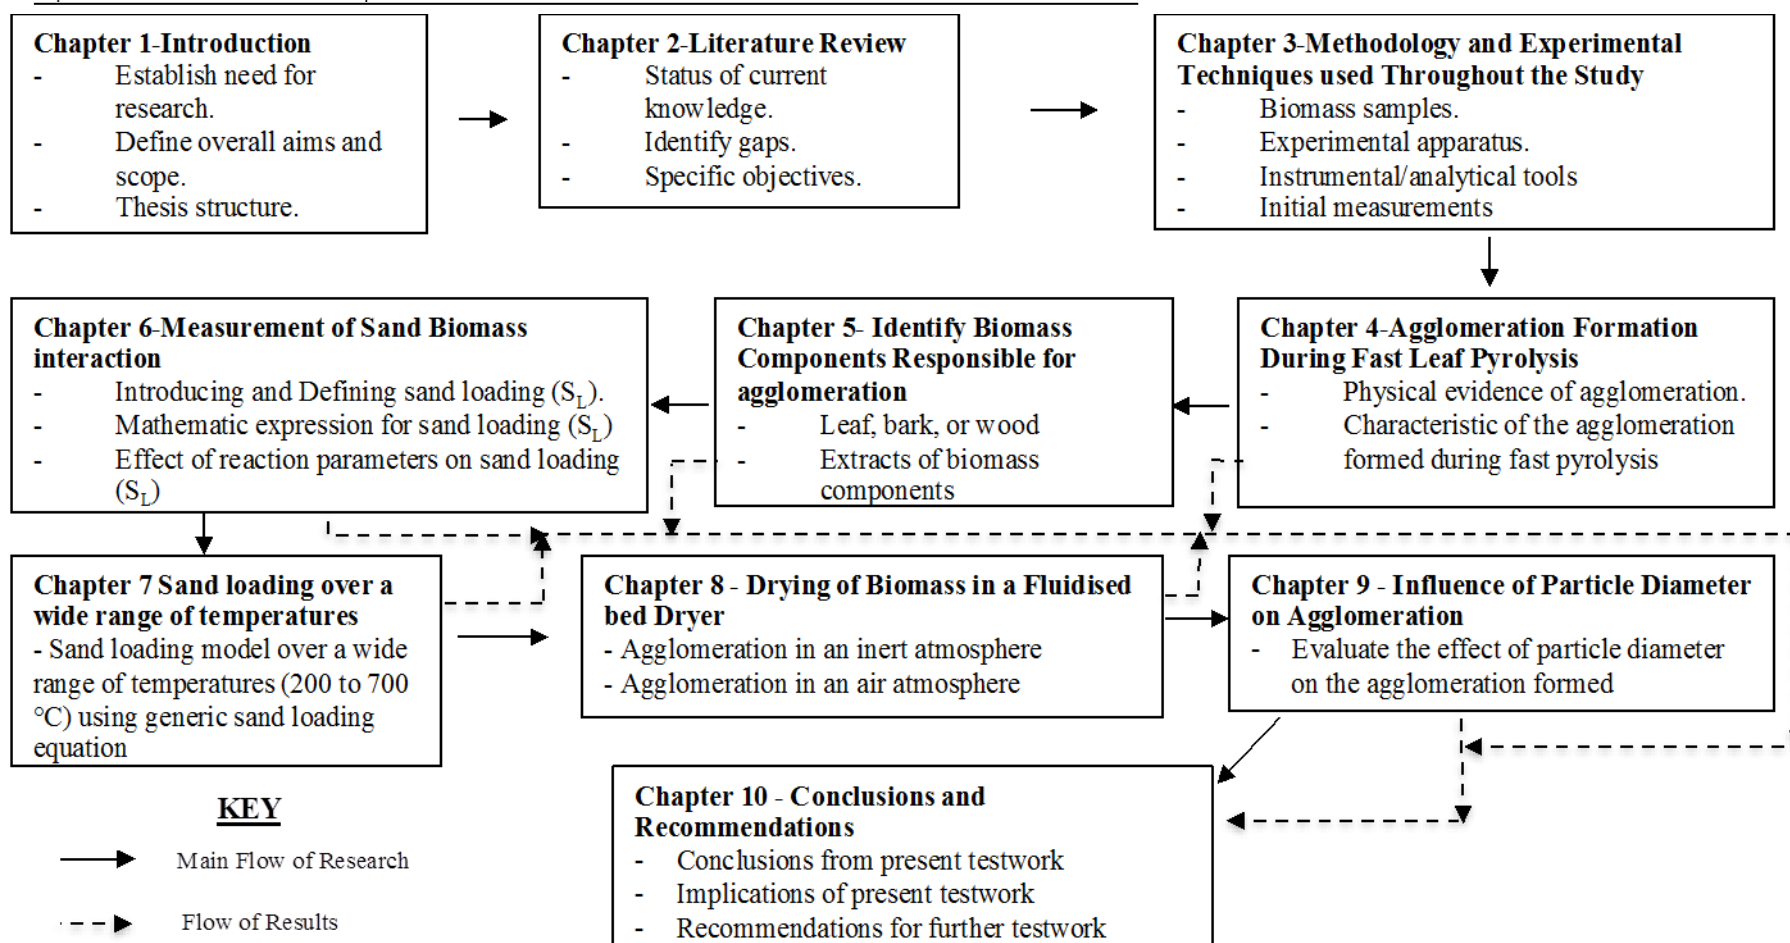 Chapter 1-Introduction
- Establish need for
research.
- Define overall aims and
scope.
- Thesis structure.
Chapter 2-Literature Review
- Status of current
knowledge.
- Identify gaps.
- Specific objectives.
Chapter 3-Methodology and Experimental
Techniques used Throughout the Study
- Biomass samples.
- Experimental apparatus.
- Instrumental/analytical tools
- Initial measurements
Chapter 4-Agglomeration Formation
During Fast Leaf Pyrolysis
- Physical evidence of agglomeration.
- Characteristic of the agglomeration
formed during fast pyrolysis
Chapter 5- Identify Biomass
Components Responsible for
agglomeration
- Leaf, bark, or wood
- Extracts of biomass
components
Chapter 6-Measurement of Sand Biomass
interaction
- Introducing and Defining sand loading (S_L).
- Mathematic expression for sand loading (S_L)
- Effect of reaction parameters on sand loading
(S_L)
Chapter 7 Sand loading over a
wide range of temperatures
- Sand loading model over a wide
range of temperatures (200 to 700
°C) using generic sand loading
equation
Chapter 8 - Drying of Biomass in a Fluidised
bed Dryer
- Agglomeration in an inert atmosphere
- Agglomeration in an air atmosphere
Chapter 9 - Influence of Particle Diameter
on Agglomeration
- Evaluate the effect of particle diameter
on the agglomeration formed
Chapter 10 - Conclusions and
Recommendations
- Conclusions from present testwork
- Implications of present testwork
- Recommendations for further testwork
KEY
Main Flow of Research
Flow of Results